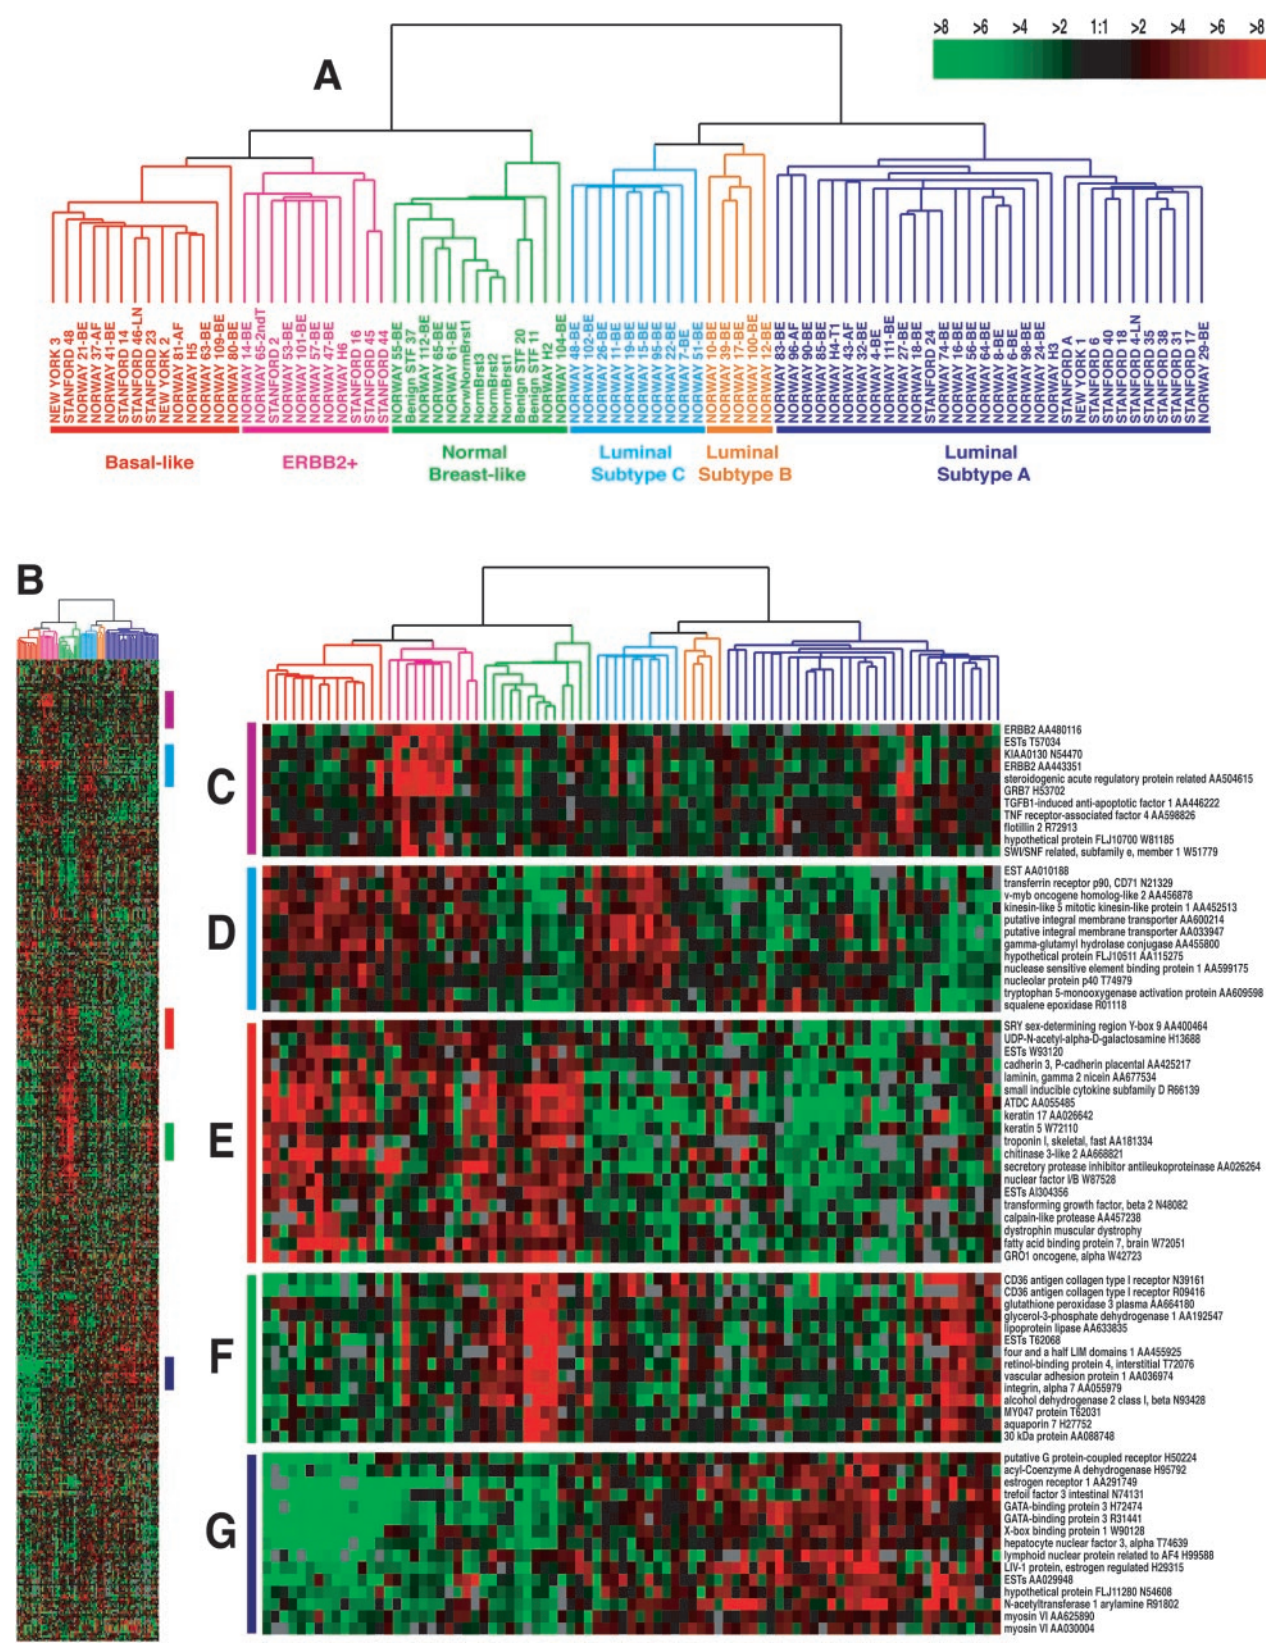 >8 >6 >4 >2 1:1 >2 >4 >6 >8
A
NEW YORK 3
STANFORD 48
NORWAY 21-BE
NORWAY 37-AF
NORWAY 41-BE
STANFORD 14
STANFORD 46-LN
STANFORD 23
NEW YORK 2
NORWAY 81-AF
NORWAY H5
NORWAY 63-BE
NORWAY 109-BE
NORWAY 80-BE
NORWAY 14-BE
NORWAY 65-2ndT
STANFORD 2
NORWAY 53-BE
NORWAY 101-BE
NORWAY 57-BE
NORWAY 47-BE
NORWAY H6
STANFORD 16
STANFORD 45
STANFORD 44
NORWAY 55-BE
Benign STF 37
NORWAY 112-BE
NORWAY 65-BE
NORWAY 61-BE
NorwNormBrst1
NormBrst3
NormBrst2
NormBrst1
Benign STF 20
Benign STF 11
NORWAY H2
NORWAY 104-BE
NORWAY 48-BE
NORWAY 102-BE
NORWAY 26-BE
NORWAY 11-BE
NORWAY 19-BE
NORWAY 15-BE
NORWAY 95-BE
NORWAY 22-BE
NORWAY 7-BE
NORWAY 51-BE
NORWAY 10-BE
NORWAY 39-BE
NORWAY 17-BE
NORWAY 100-BE
NORWAY 12-BE
NORWAY 83-BE
NORWAY 96-AF
NORWAY 90-BE
NORWAY 85-BE
NORWAY H4-T1
NORWAY 43-AF
NORWAY 32-BE
NORWAY 4-BE
NORWAY 111-BE
NORWAY 27-BE
NORWAY 18-BE
STANFORD 24
NORWAY 74-BE
NORWAY 16-BE
NORWAY 56-BE
NORWAY 64-BE
NORWAY 8-BE
NORWAY 6-BE
NORWAY 98-BE
NORWAY 24-BE
NORWAY H3
STANFORD A
NEW YORK 1
STANFORD 6
STANFORD 40
STANFORD 18
STANFORD 4-LN
STANFORD 35
STANFORD 38
STANFORD 31
STANFORD 17
NORWAY 29-BE
Basal-like
ERBB2+
Normal
Breast-like
Luminal
Subtype C
Luminal
Subtype B
Luminal
Subtype A
B
C
ERBB2 AA480116
ESTs T57034
KIAA0130 N54470
ERBB2 AA443351
steroidogenic acute regulatory protein related AA504615
GRB7 H53702
TGFB1-induced anti-apoptotic factor 1 AA446222
TNF receptor-associated factor 4 AA598826
flotillin 2 R72913
hypothetical protein FLJ10700 W81185
SWI/SNF related, subfamily e, member 1 W51779
D
EST AA010188
transferrin receptor p90, CD71 N21329
v-myb oncogene homolog-like 2 AA456878
kinesin-like 5 mitotic kinesin-like protein 1 AA452513
putative integral membrane transporter AA600214
putative integral membrane transporter AA033947
gamma-glutamyl hydrolase conjugase AA455800
hypothetical protein FLJ10511 AA115275
nuclease sensitive element binding protein 1 AA599175
nucleolar protein p40 T74979
tryptophan 5-monooxygenase activation protein AA609598
squalene epoxidase R01118
E
SRY sex-determining region Y-box 9 AA400464
UDP-N-acetyl-alpha-D-galactosamine H13688
ESTs W93120
cadherin 3, P-cadherin placental AA425217
laminin, gamma 2 nicein AA677534
small inducible cytokine subfamily D R66139
ATDC AA055485
keratin 17 AA026642
keratin 5 W72110
troponin I, skeletal, fast AA181334
chitinase 3-like 2 AA668821
secretory protease inhibitor antileukoproteinase AA026264
nuclear factor I/B W87528
ESTs AI304356
transforming growth factor, beta 2 N48082
calpain-like protease AA457238
dystrophin muscular dystrophy
fatty acid binding protein 7, brain W72051
GRO1 oncogene, alpha W42723
F
CD36 antigen collagen type I receptor N39161
CD36 antigen collagen type I receptor R09416
glutathione peroxidase 3 plasma AA664180
glycerol-3-phosphate dehydrogenase 1 AA192547
lipoprotein lipase AA633835
ESTs T62068
four and a half LIM domains 1 AA455925
retinol-binding protein 4, interstitial T72076
vascular adhesion protein 1 AA036974
integrin, alpha 7 AA055979
alcohol dehydrogenase 2 class I, beta N93428
MY047 protein T62031
aquaporin 7 H27752
30 kDa protein AA088748
G
putative G protein-coupled receptor H50224
acyl-Coenzyme A dehydrogenase H95792
estrogen receptor 1 AA291749
trefoil factor 3 intestinal N74131
GATA-binding protein 3 H72474
GATA-binding protein 3 R31441
X-box binding protein 1 W90128
hepatocyte nuclear factor 3, alpha T74639
lymphoid nuclear protein related to AF4 H99588
LIV-1 protein, estrogen regulated H29315
ESTs AA029948
hypothetical protein FLJ11280 N54608
N-acetyltransferase 1 arylamine R91802
myosin VI AA625890
myosin VI AA030004